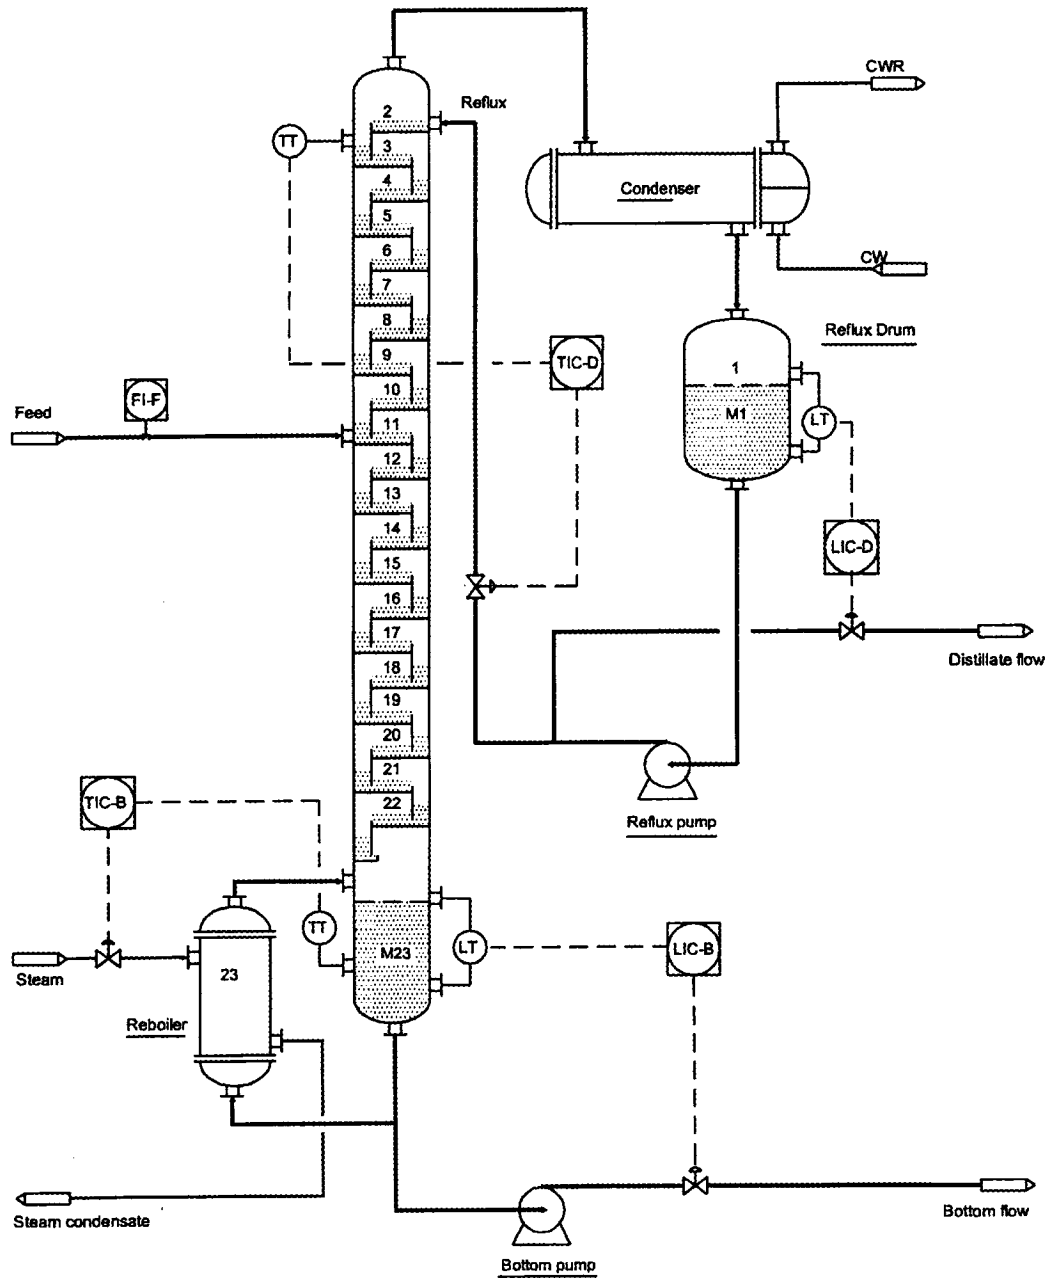 CWR
Reflux
2
TT
3
Condenser
4
5
6
CW
7
Reflux Drum
8
9
TIC-D
1
10
FI-F
Feed
M1
11
LT
12
13
14
LIC-D
15
16
17
Distillate flow
18
19
20
21
TIC-B
22
Reflux pump
TT
M23
LT
LIC-B
Steam
23
Reboiler
Steam condensate
Bottom flow
Bottom pump